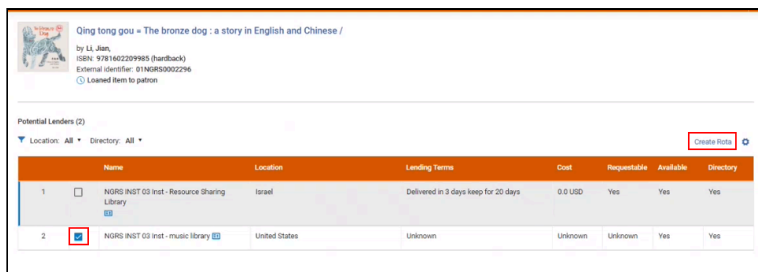 Qing tong gou = The bronze dog : a story in English and Chinese /
by Li, Jian,
ISBN: 9781602209985 (hardback)
External identifier: 01NGRS0002296
Loaned item to patron
Potential Lenders (2)
Location: All Directory: All
Create Rota
Name Location Lending Terms Cost Requestable Available Directory
1 NGRS INST 03 Inst - Resource Sharing Library Israel Delivered in 3 days keep for 20 days 0.0 USD Yes Yes Yes
2 NGRS INST 03 Inst - music library United States Unknown Unknown Unknown Yes Yes